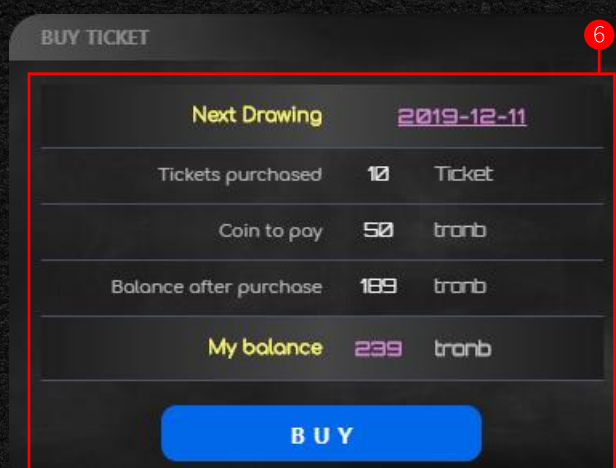 BUY TICKET
6
Next Drawing 2019-12-11
Tickets purchased 10 Ticket
Coin to pay 50 tronb
Balance after purchase 189 tronb
My balance 239 tronb
BUY